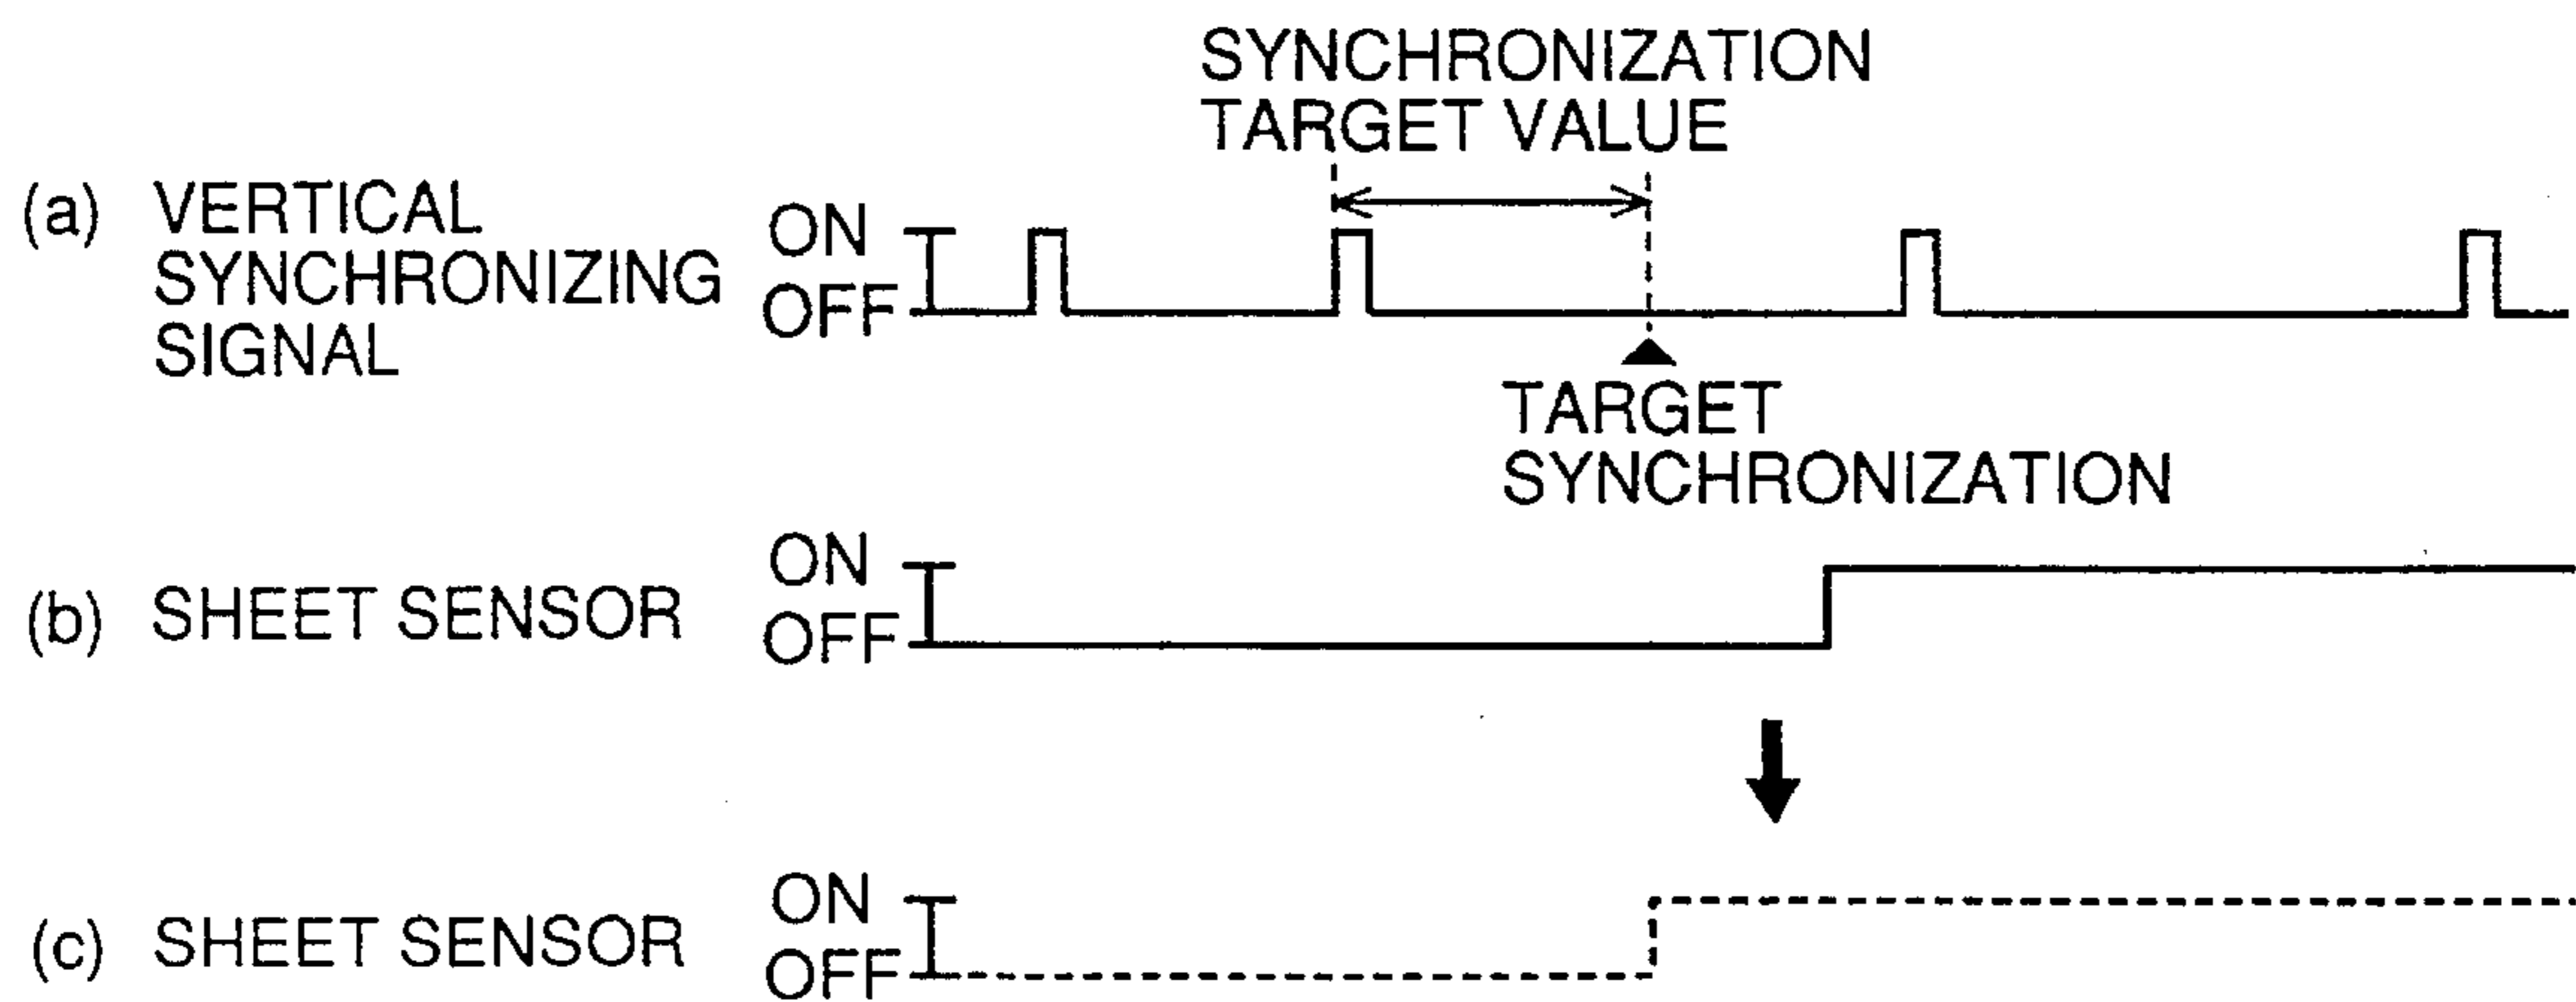 SYNCHRONIZATION
TARGET VALUE
(a) VERTICAL
SYNCHRONIZING
SIGNAL
ON
OFF
TARGET
SYNCHRONIZATION
(b) SHEET SENSOR
ON
OFF
(c) SHEET SENSOR
ON
OFF